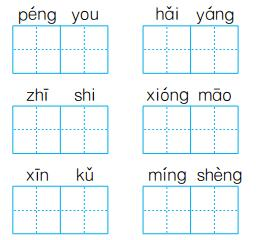 péng you hǎi yáng
zhī shi xióng māo
xīn kǔ míng shèng